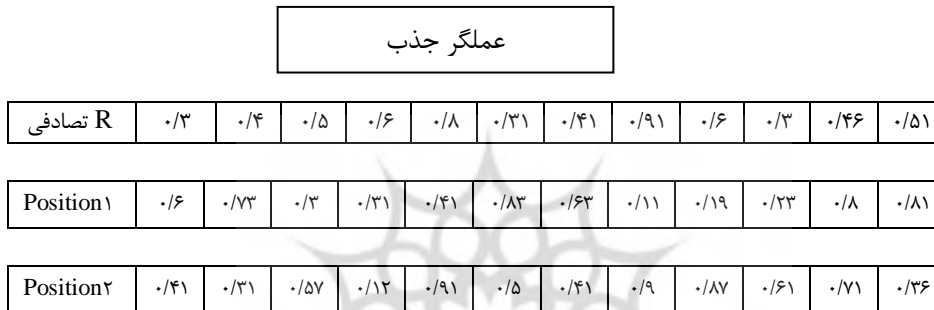 عملگر جذب
R تصادفی ۰/۳ ۰/۴ ۰/۵ ۰/۶ ۰/۸ ۰/۳۱ ۰/۴۱ ۰/۹۱ ۰/۶ ۰/۳ ۰/۴۶ ۰/۵۱
Position۱ ۰/۶ ۰/۷۳ ۰/۳ ۰/۳۱ ۰/۴۱ ۰/۸۳ ۰/۶۳ ۰/۱۱ ۰/۱۹ ۰/۲۳ ۰/۸ ۰/۸۱
Position۲ ۰/۴۱ ۰/۳۱ ۰/۵۷ ۰/۱۲ ۰/۹۱ ۰/۵ ۰/۴۱ ۰/۹ ۰/۸۷ ۰/۶۱ ۰/۷۱ ۰/۳۶